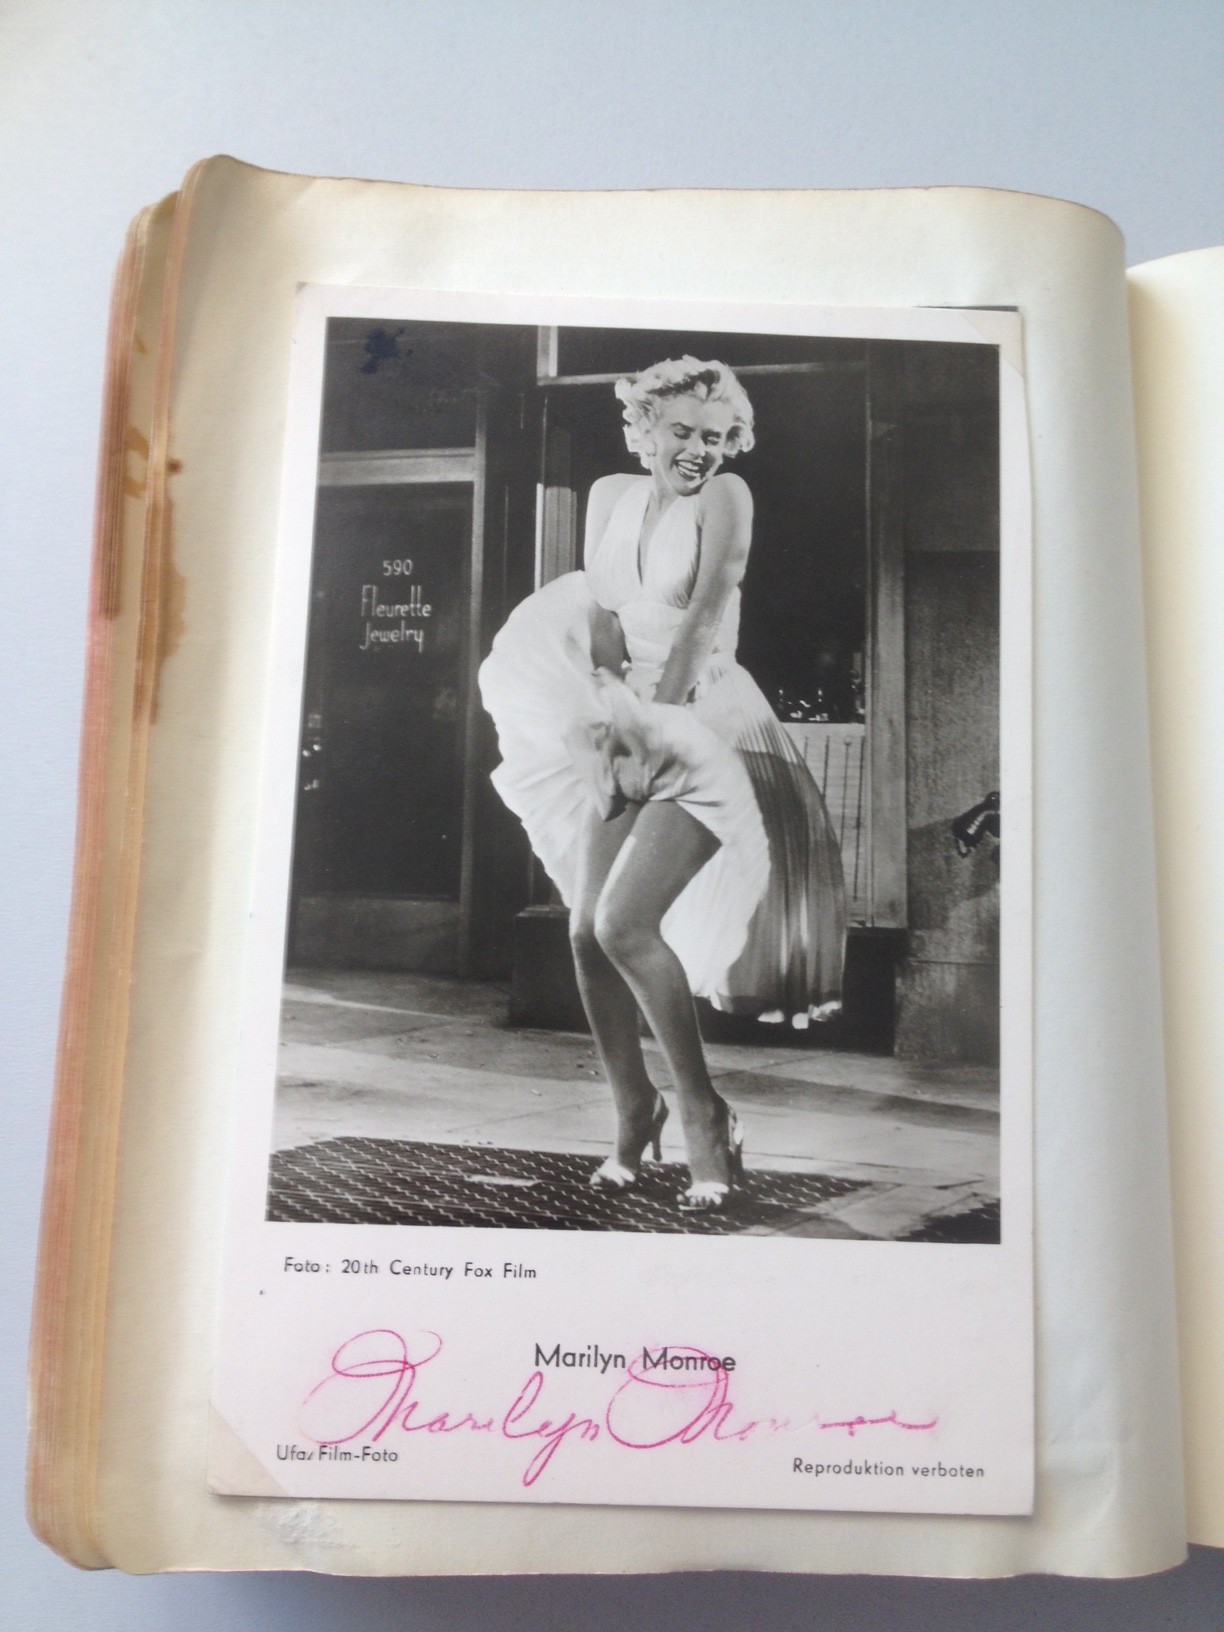 590
Fleurette
Jewelry
Foto: 20th Century Fox Film
Marilyn Monroe
Marilyn Monroe
Ufa/Film-Foto
Reproduktion verboten